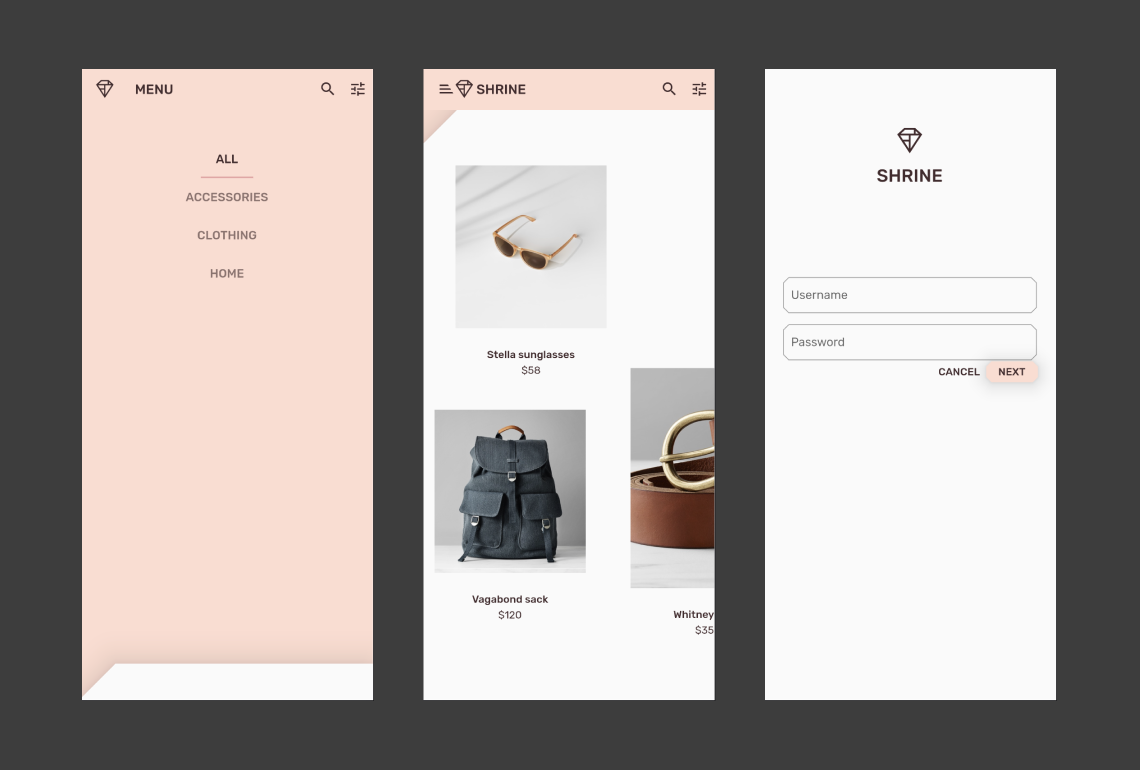 MENU
ALL
ACCESSORIES
CLOTHING
HOME
SHRINE
Stella sunglasses
$58
Vagabond sack
$120
Whitney
$35
SHRINE
Username
Password
CANCEL NEXT